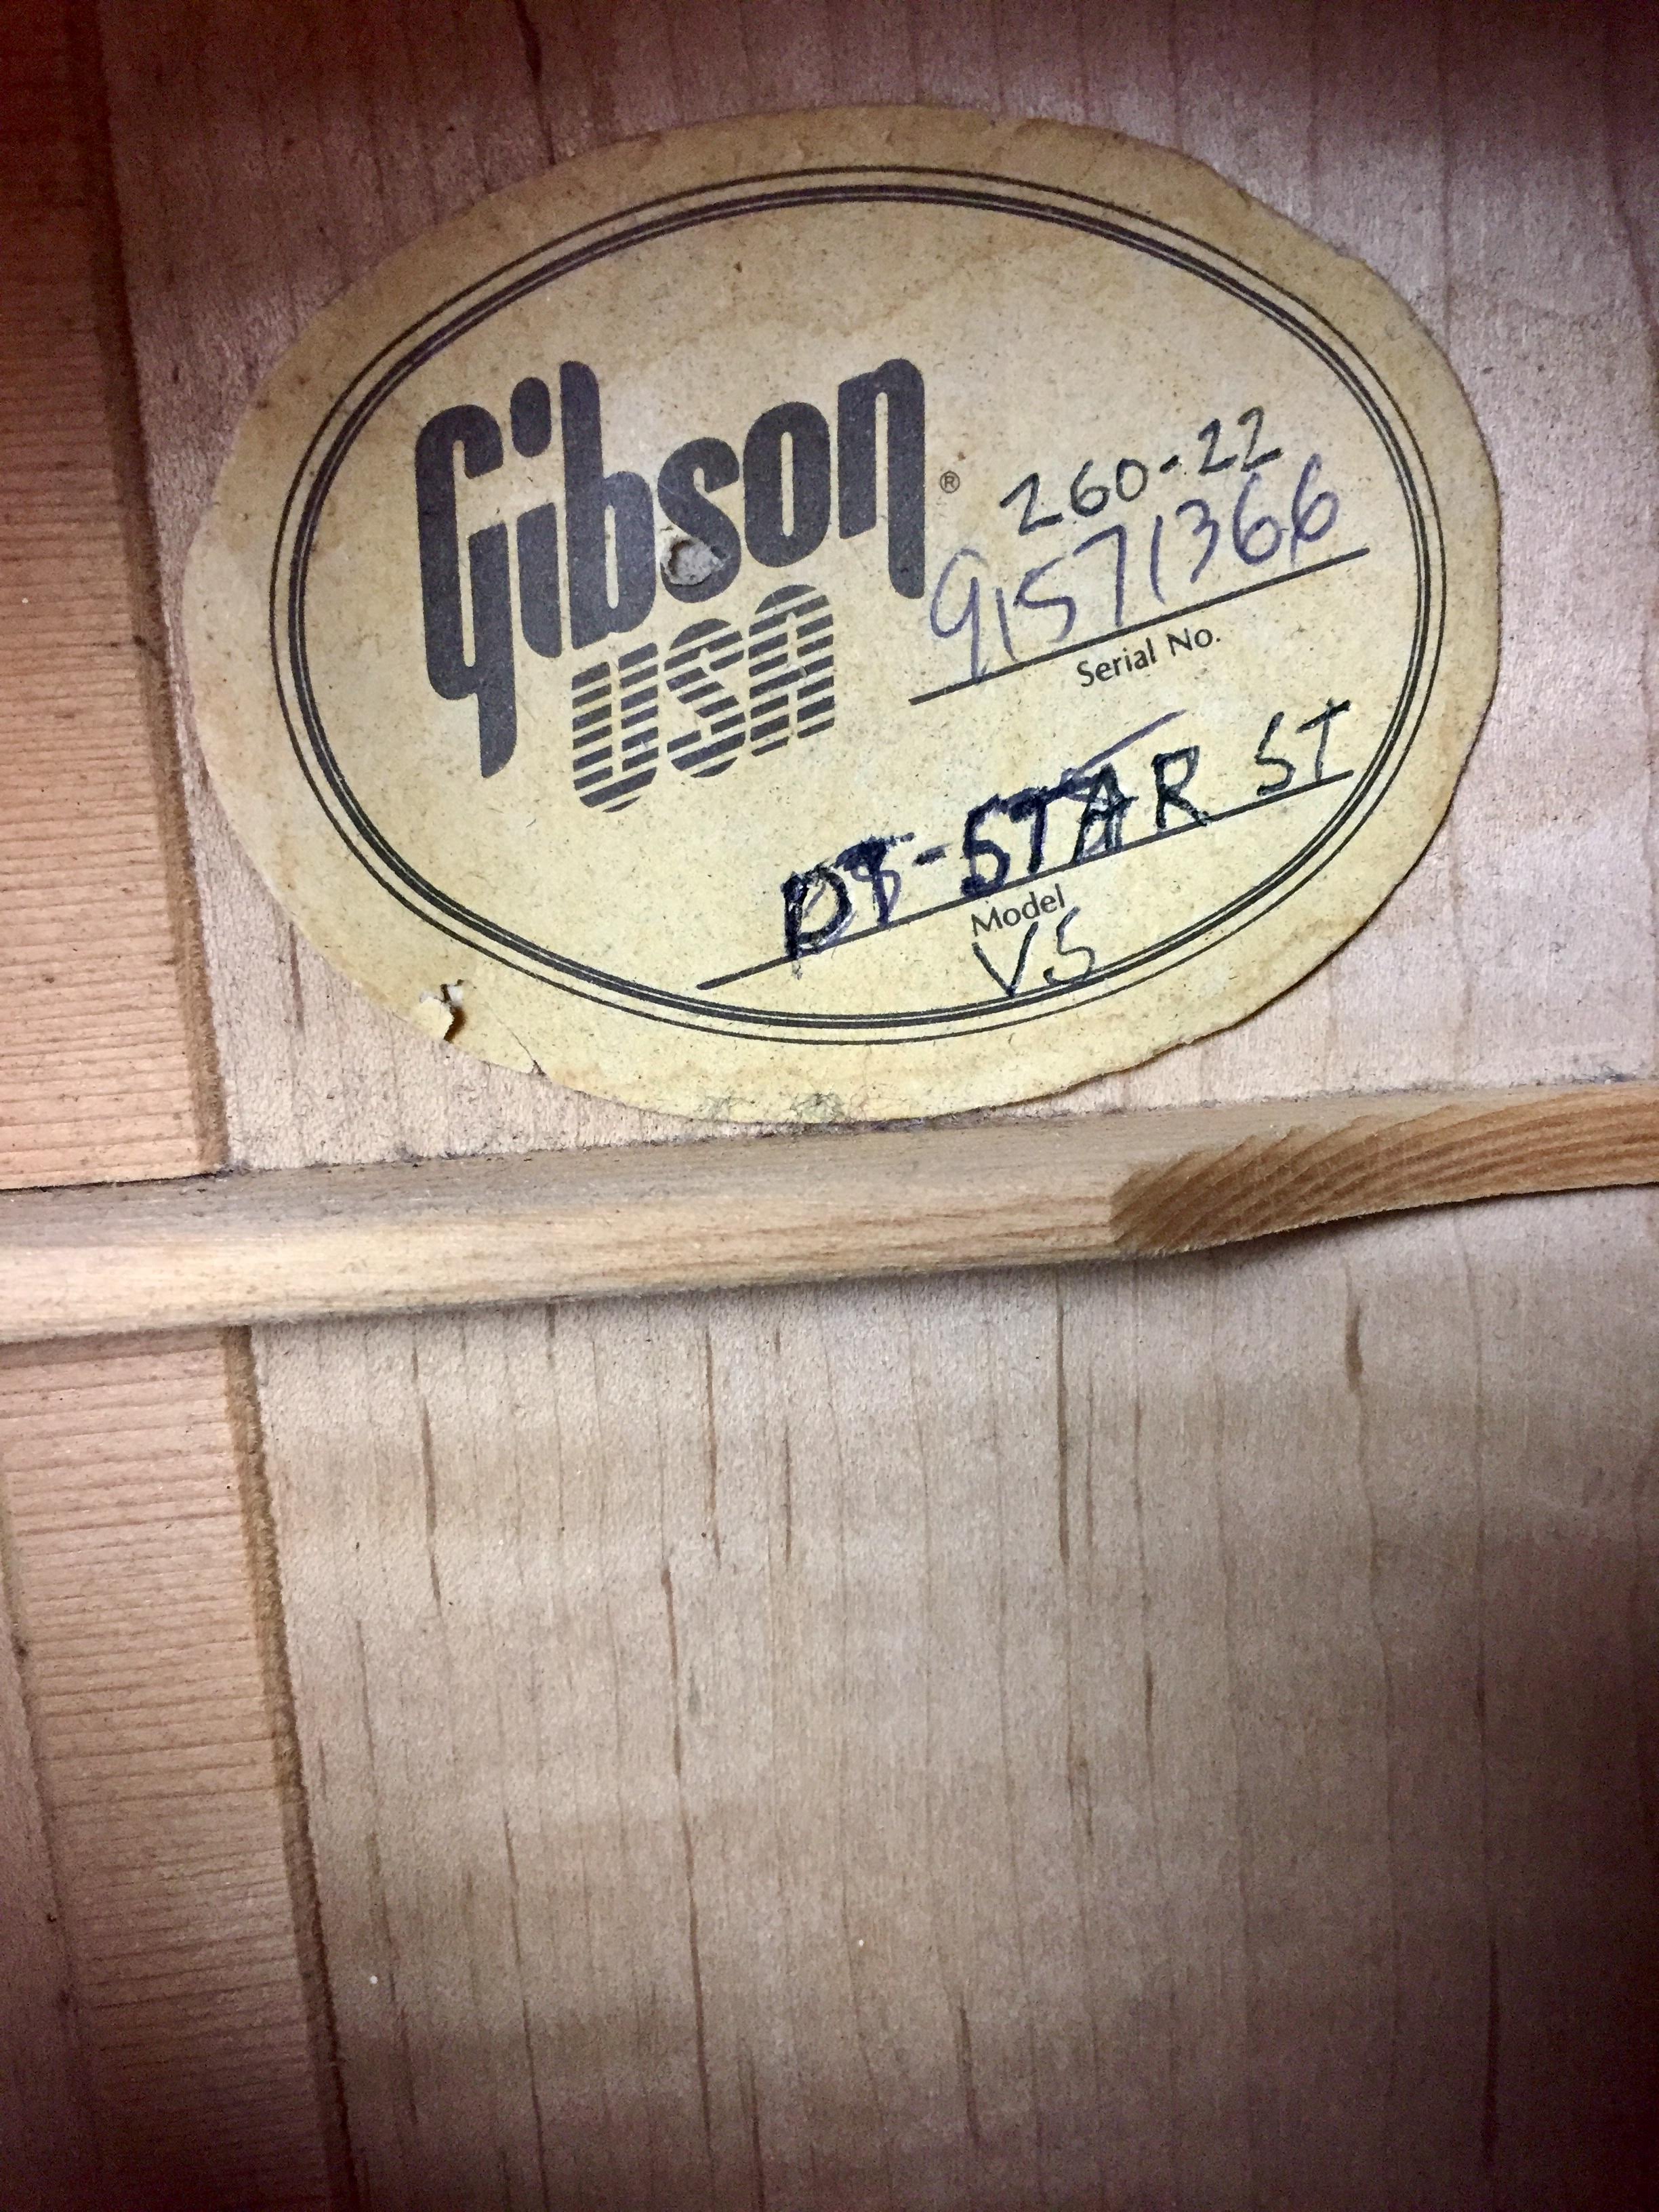 Gibson®
USA
260-22
91571366
Serial No.
-STAR ST
Model
V.S